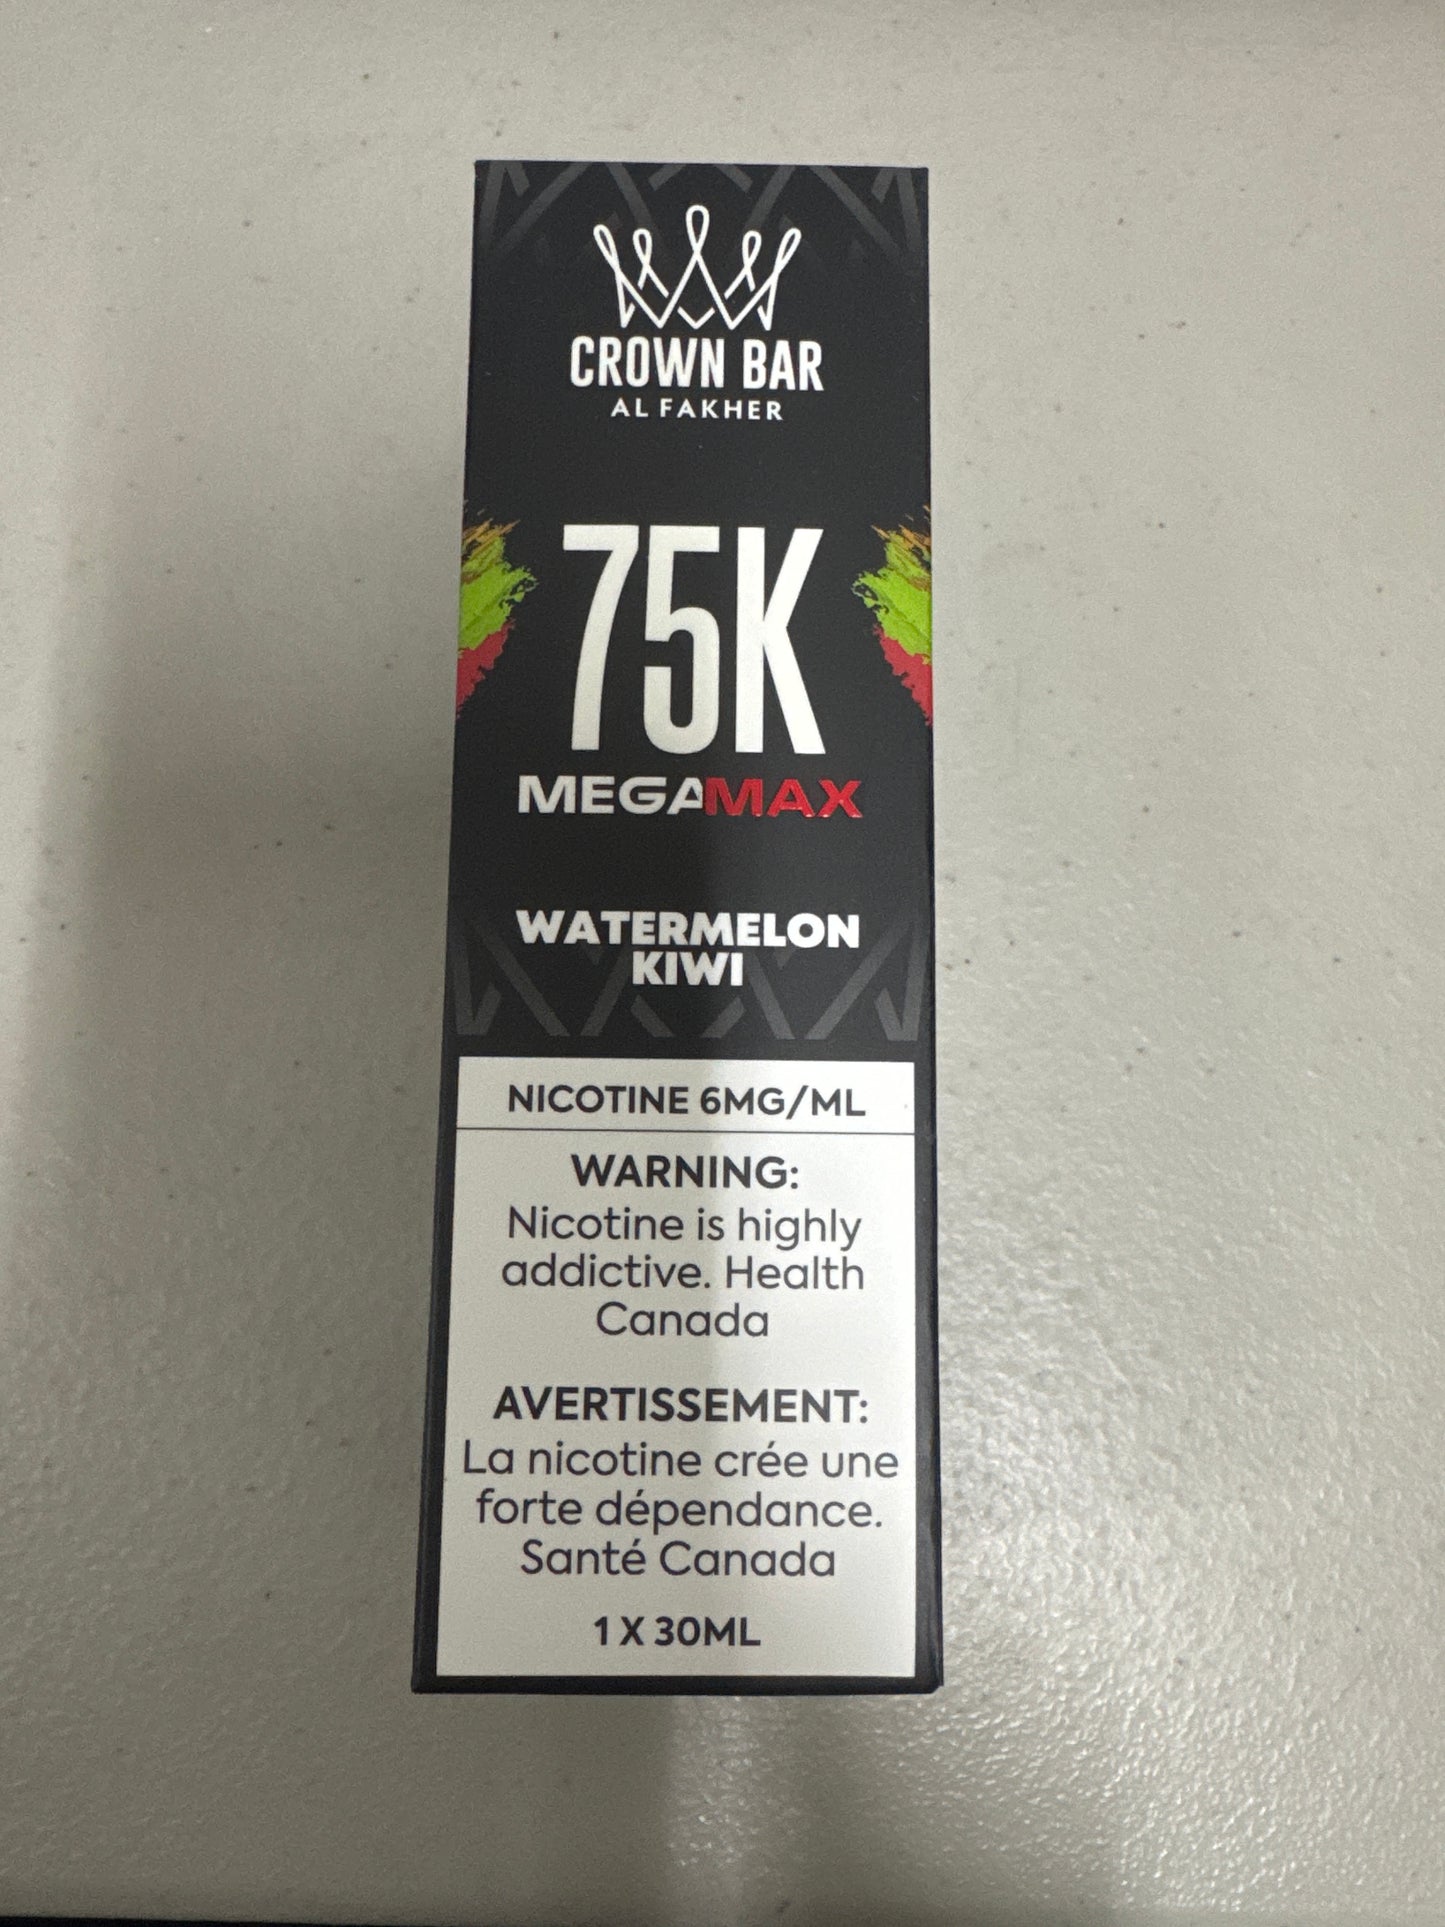 CROWN BAR
AL FAKHER
75K
MEGAMAX
WATERMELON
KIWI
NICOTINE 6MG/ML
WARNING:
Nicotine is highly
addictive. Health
Canada
AVERTISSEMENT:
La nicotine crée une
forte dépendance.
Santé Canada
1 X 30ML